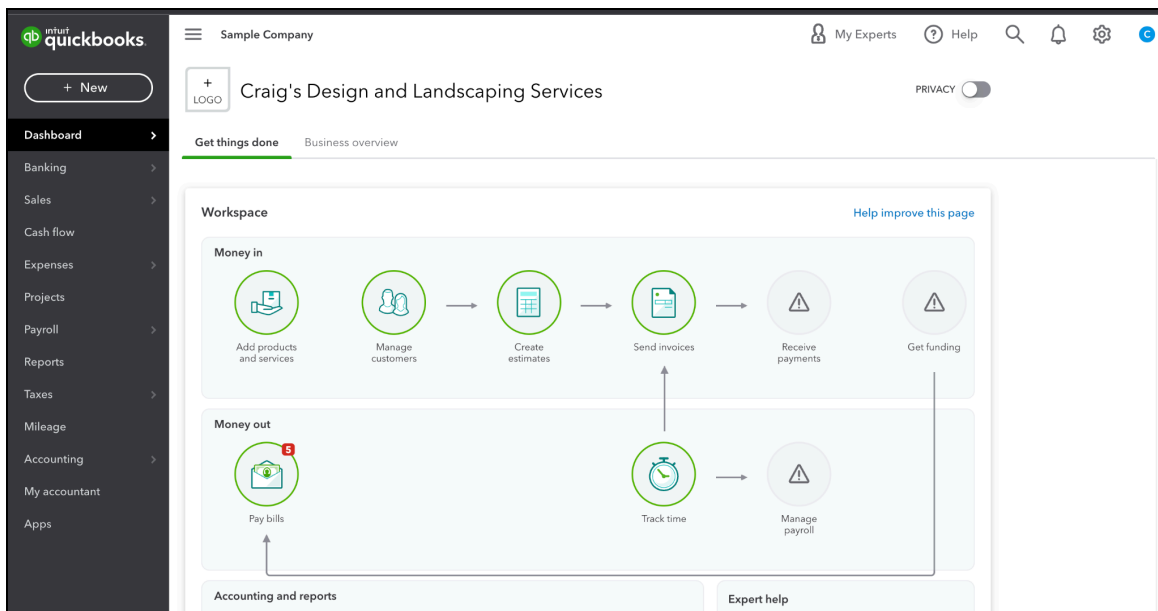 qb intuit quickbooks.
Sample Company
My Experts
? Help
C
+ New
+
LOGO
Craig's Design and Landscaping Services
PRIVACY
Dashboard
Banking
Sales
Cash flow
Expenses
Projects
Payroll
Reports
Taxes
Mileage
Accounting
My accountant
Apps
Get things done
Business overview
Workspace
Help improve this page
Money in
Add products
and services
Manage
customers
Create
estimates
Send invoices
Receive
payments
Get funding
Money out
5
Pay bills
Track time
Manage
payroll
Accounting and reports
Expert help